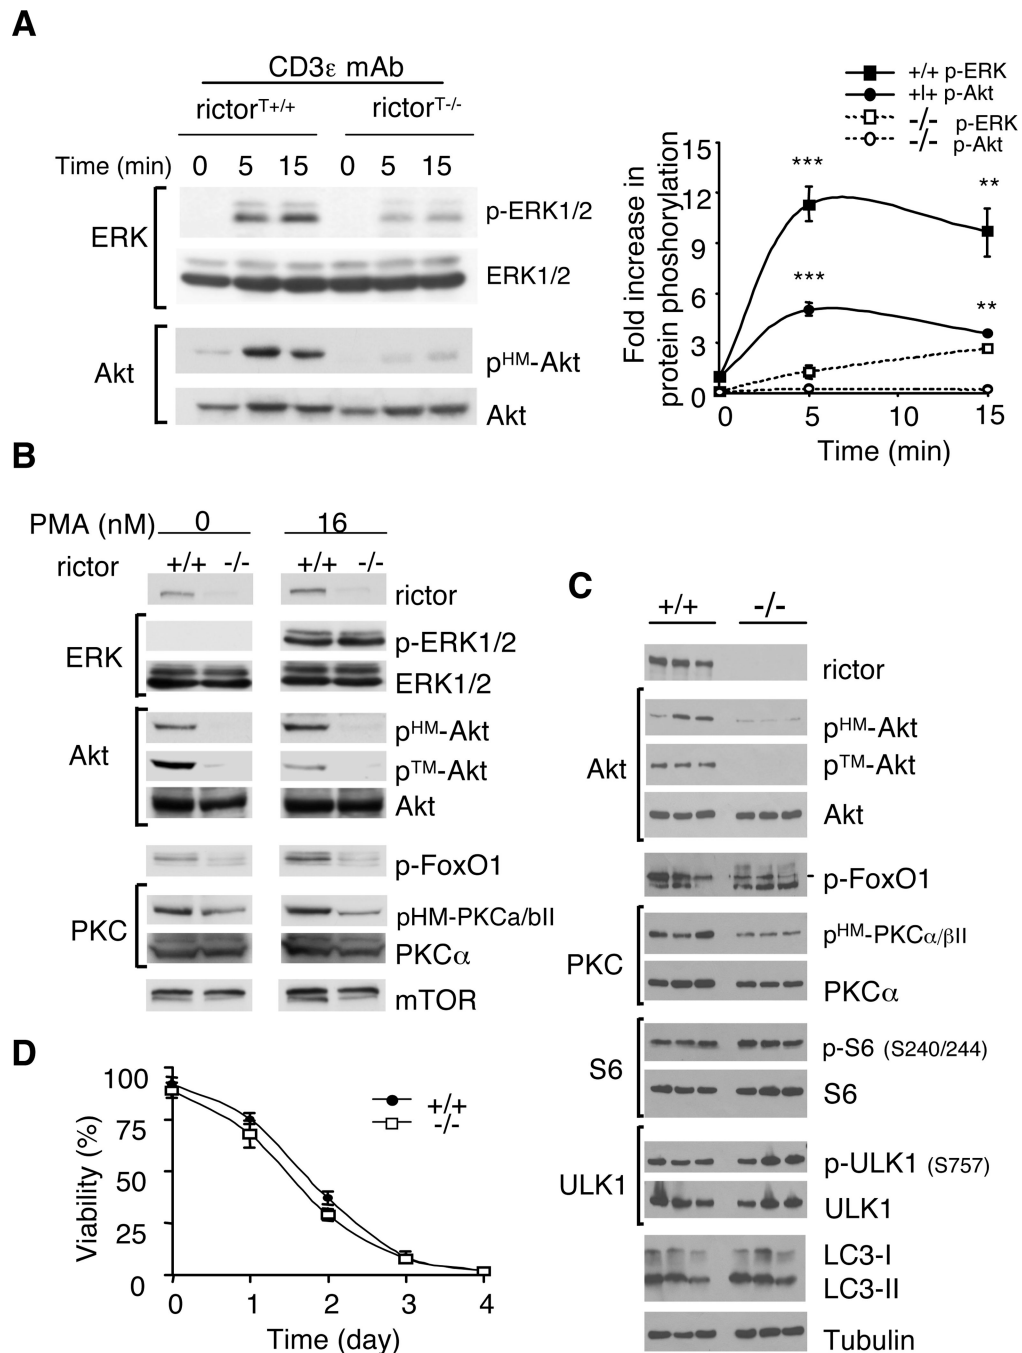 A
CD3ε mAb
rictorT+/+ rictorT-/-
Time (min) 0 5 15 0 5 15
ERK
p-ERK1/2
ERK1/2
Akt
pHM-Akt
Akt
+/+ p-ERK
+/+ p-Akt
-/- p-ERK
-/- p-Akt
Fold increase in
protein phoshorylation
15
12
9
6
3
0
***
**
***
**
0 5 10 15
Time (min)
B
PMA (nM) 0 16
rictor +/+ -/- +/+ -/-
rictor
ERK
p-ERK1/2
ERK1/2
Akt
pHM-Akt
pTM-Akt
Akt
p-FoxO1
PKC
pHM-PKCa/bII
PKCα
mTOR
C
+/+ -/-
rictor
Akt
pHM-Akt
pTM-Akt
Akt
p-FoxO1
PKC
pHM-PKCα/βII
PKCα
S6
p-S6 (S240/244)
S6
ULK1
p-ULK1 (S757)
ULK1
LC3-I
LC3-II
Tubulin
D
Viability (%)
100
75
50
25
0
+/+
-/-
0 1 2 3 4
Time (day)